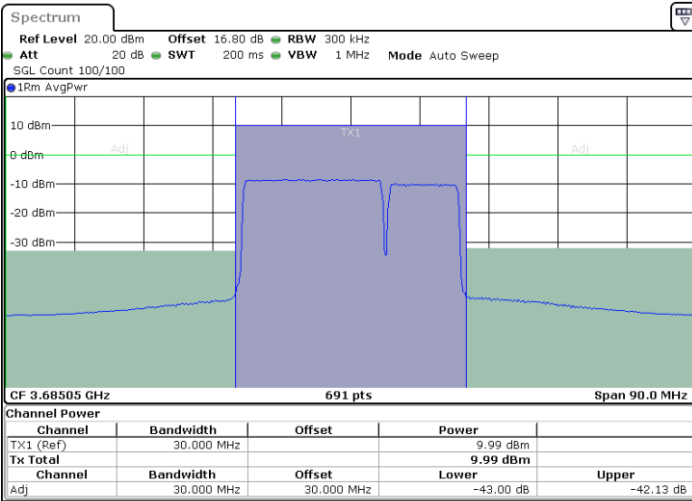 Spectrum
Ref Level 20.00 dBm Offset 16.80 dB RBW 300 kHz
Att 20 dB SWT 200 ms VBW 1 MHz Mode Auto Sweep
SGL Count 100/100
1Rm AvgPwr
10 dBm
TX1
0 dBm Adj Adj
-10 dBm
-20 dBm
-30 dBm
CF 3.68505 GHz 691 pts Span 90.0 MHz
Channel Power
Channel Bandwidth Offset Power
TX1 (Ref) 30.000 MHz 9.99 dBm
Tx Total 9.99 dBm
Channel Bandwidth Offset Lower Upper
Adj 30.000 MHz 30.000 MHz -43.00 dB -42.13 dB